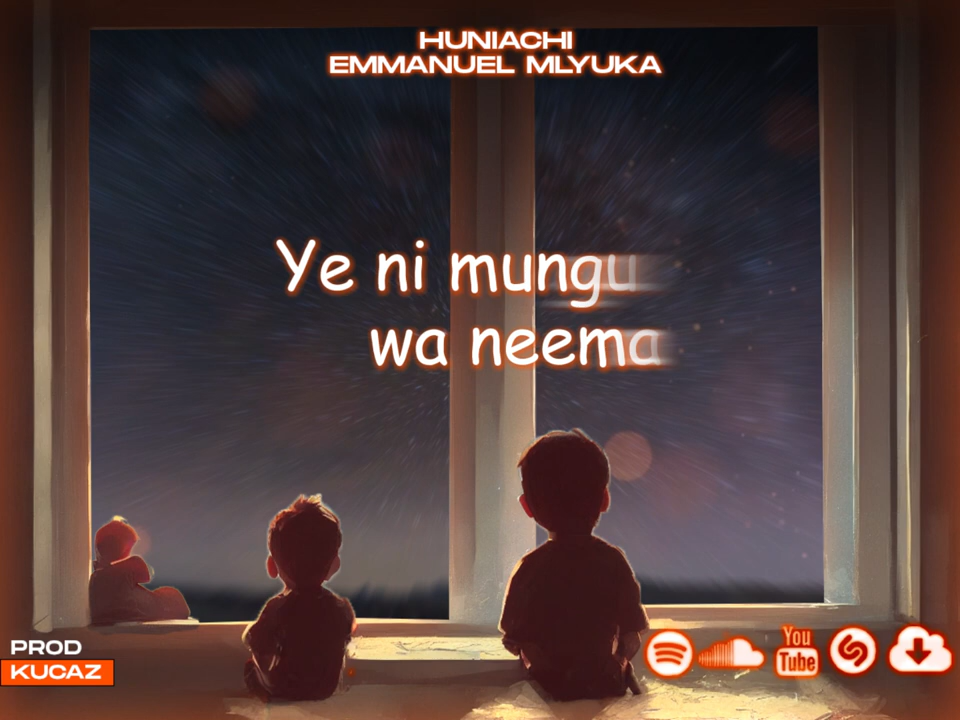 HUNIACHI
EMMANUEL MLYUKA
Ye ni mungu
wa neema
PROD
KUCAZ
You
Tube